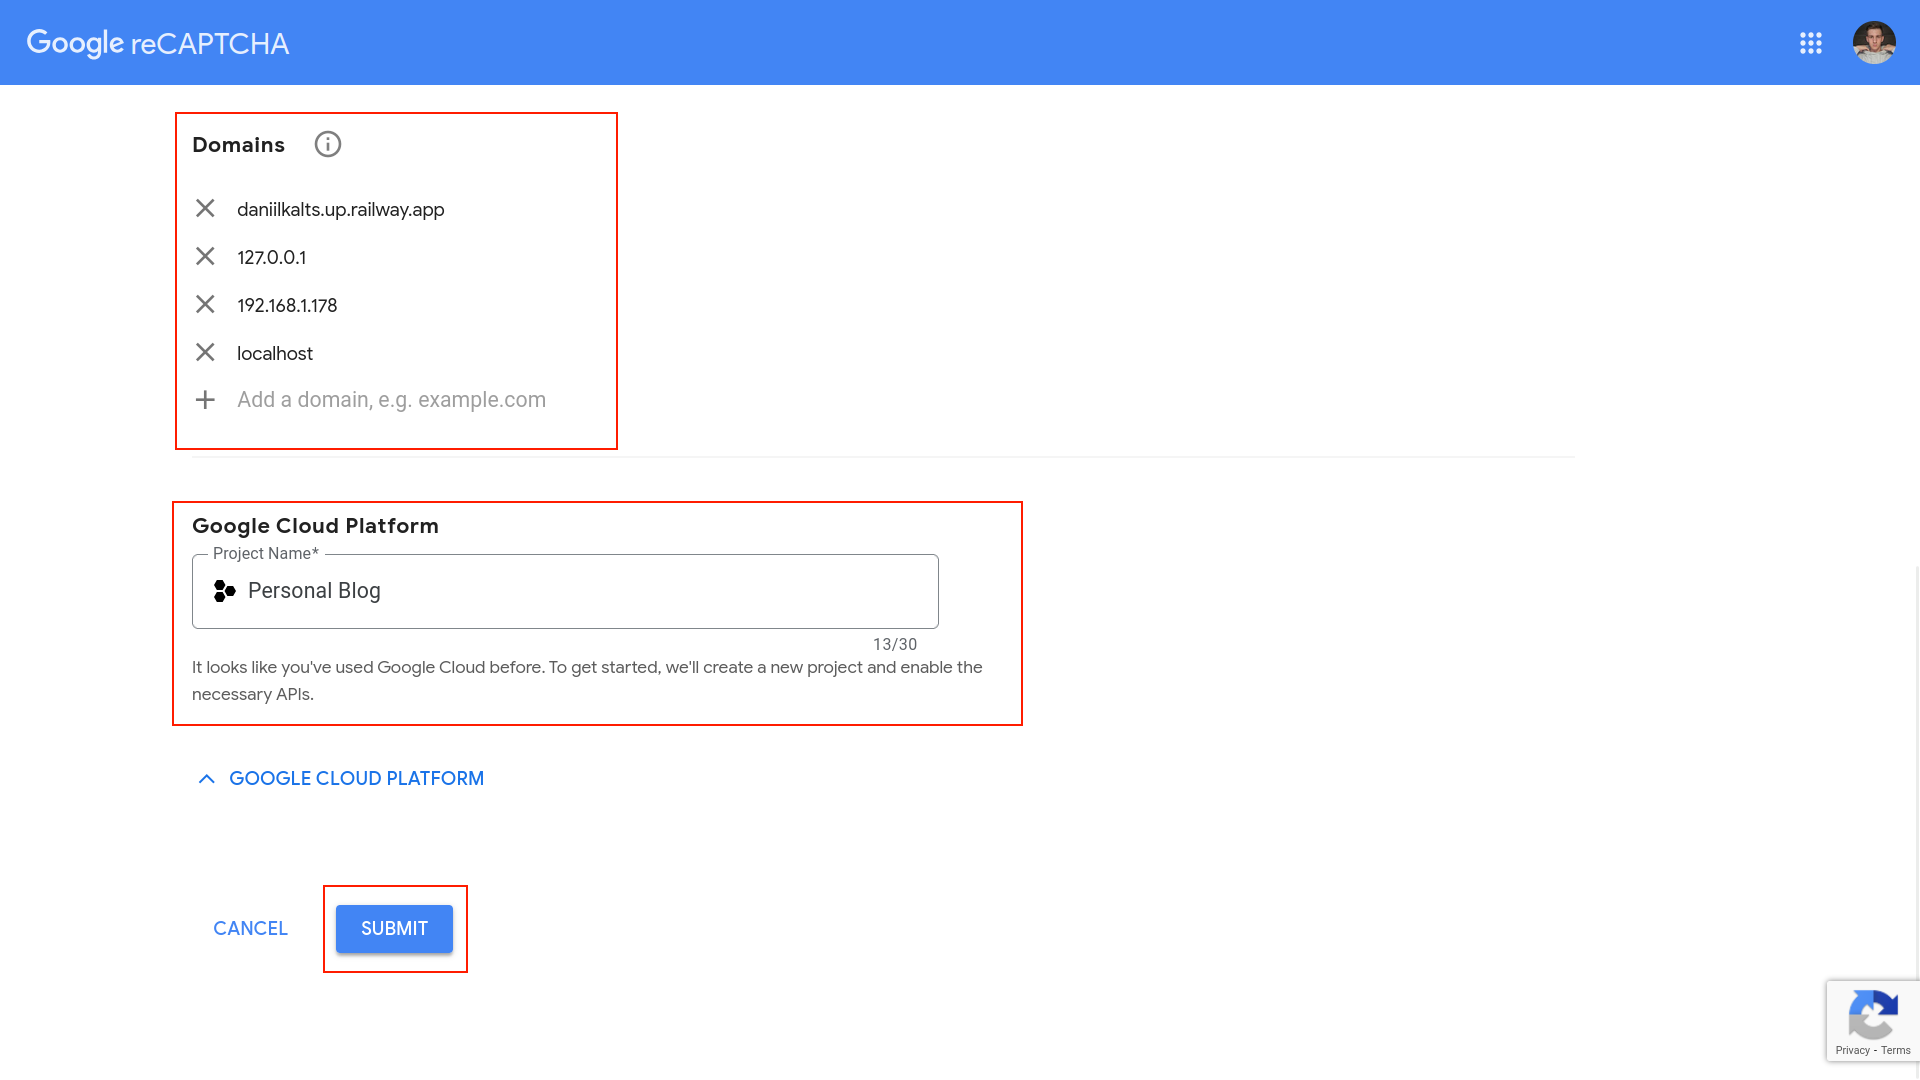 Google reCAPTCHA
Domains
daniilkalts.up.railway.app
127.0.0.1
192.168.1.178
localhost
Add a domain, e.g. example.com
Google Cloud Platform
Project Name*
Personal Blog
13/30
It looks like you've used Google Cloud before. To get started, we'll create a new project and enable the
necessary APIs.
GOOGLE CLOUD PLATFORM
CANCEL
SUBMIT
Privacy - Terms